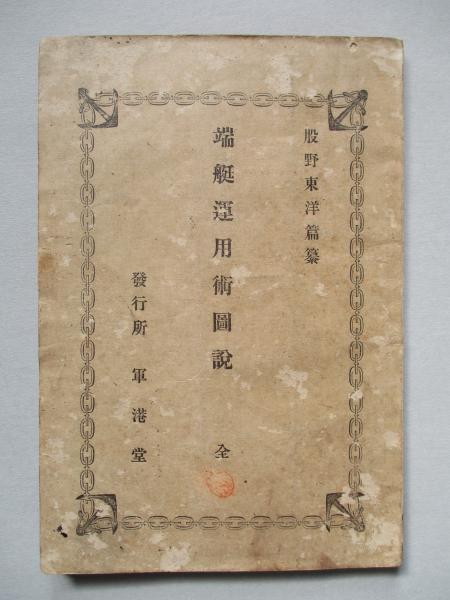 股野東洋篇纂
端艇運用術圖說 全
發行所 軍港堂